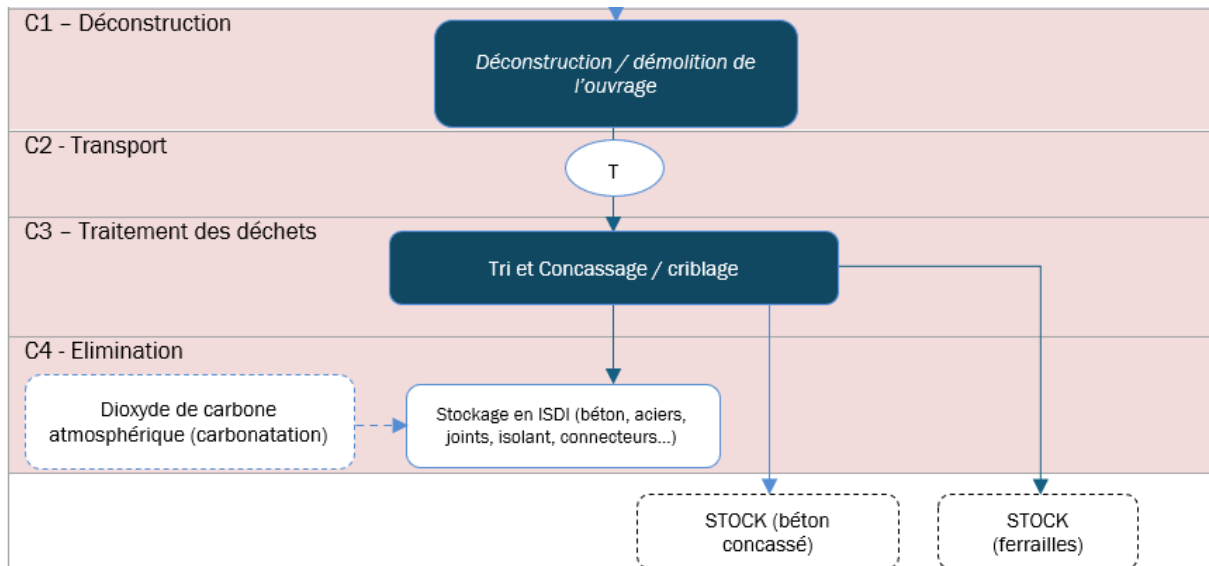 C1 – Déconstruction
Déconstruction / démolition de
l’ouvrage
C2 - Transport
T
C3 – Traitement des déchets
Tri et Concassage / criblage
C4 - Elimination
Dioxyde de carbone
atmosphérique (carbonatation)
Stockage en ISDI (béton, aciers,
joints, isolant, connecteurs…)
STOCK (béton
concassé)
STOCK
(ferrailles)